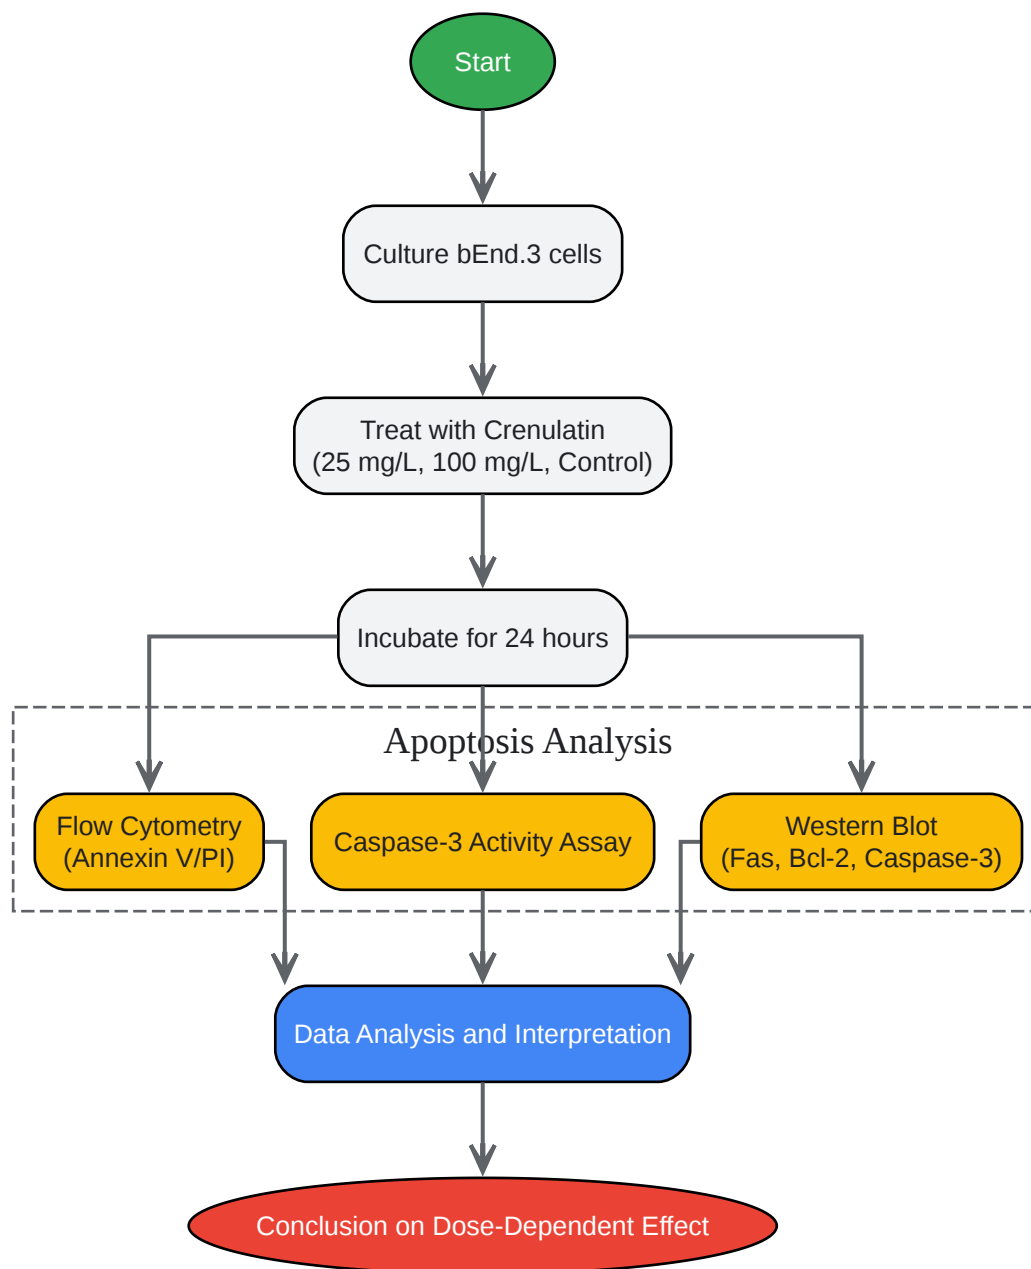 Start
Culture bEnd.3 cells
Treat with Crenulatin
(25 mg/L, 100 mg/L, Control)
Incubate for 24 hours
Apoptosis Analysis
Flow Cytometry
(Annexin V/PI)
Caspase-3 Activity Assay
Western Blot
(Fas, Bcl-2, Caspase-3)
Data Analysis and Interpretation
Conclusion on Dose-Dependent Effect